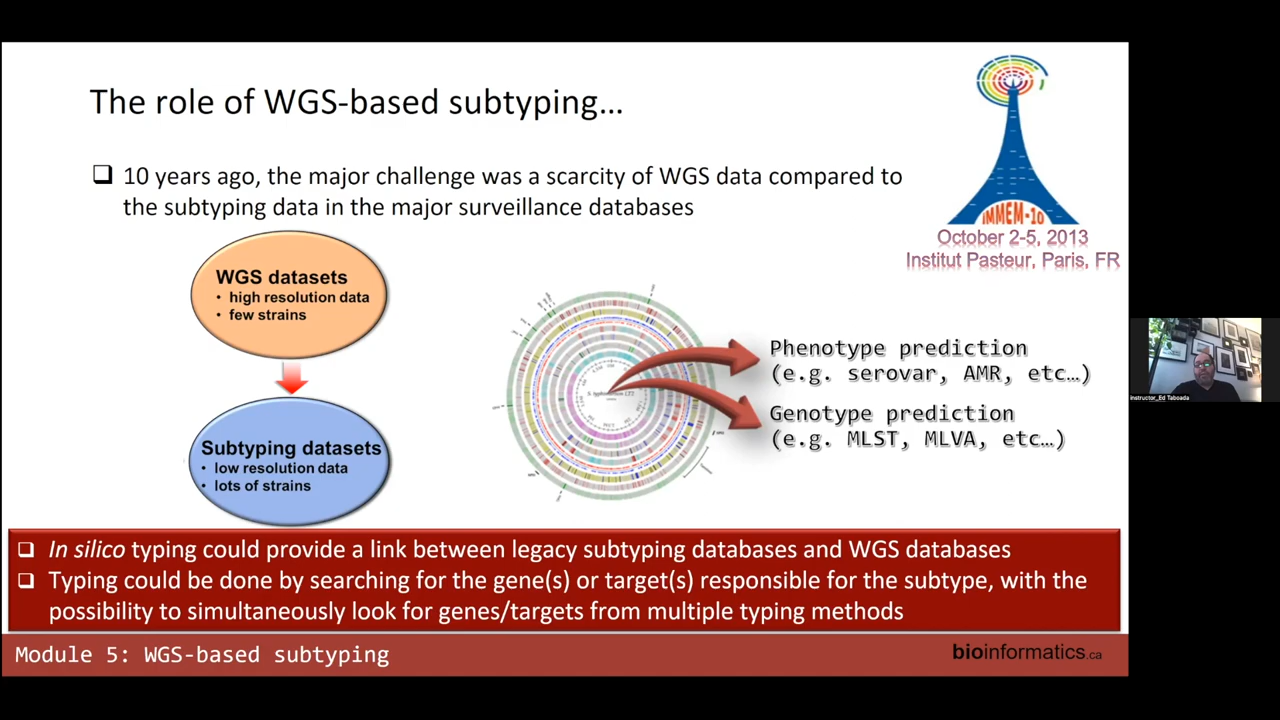 The role of WGS-based subtyping…
10 years ago, the major challenge was a scarcity of WGS data compared to
the subtyping data in the major surveillance databases
IMMEM-10
October 2-5, 2013
Institut Pasteur, Paris, FR
WGS datasets
• high resolution data
• few strains
Subtyping datasets
• low resolution data
• lots of strains
Phenotype prediction
(e.g. serovar, AMR, etc…)
Genotype prediction
(e.g. MLST, MLVA, etc…)
In silico typing could provide a link between legacy subtyping databases and WGS databases
Typing could be done by searching for the gene(s) or target(s) responsible for the subtype, with the
possibility to simultaneously look for genes/targets from multiple typing methods
Module 5: WGS-based subtyping
bioinformatics.ca
instructor_Ed Taboada